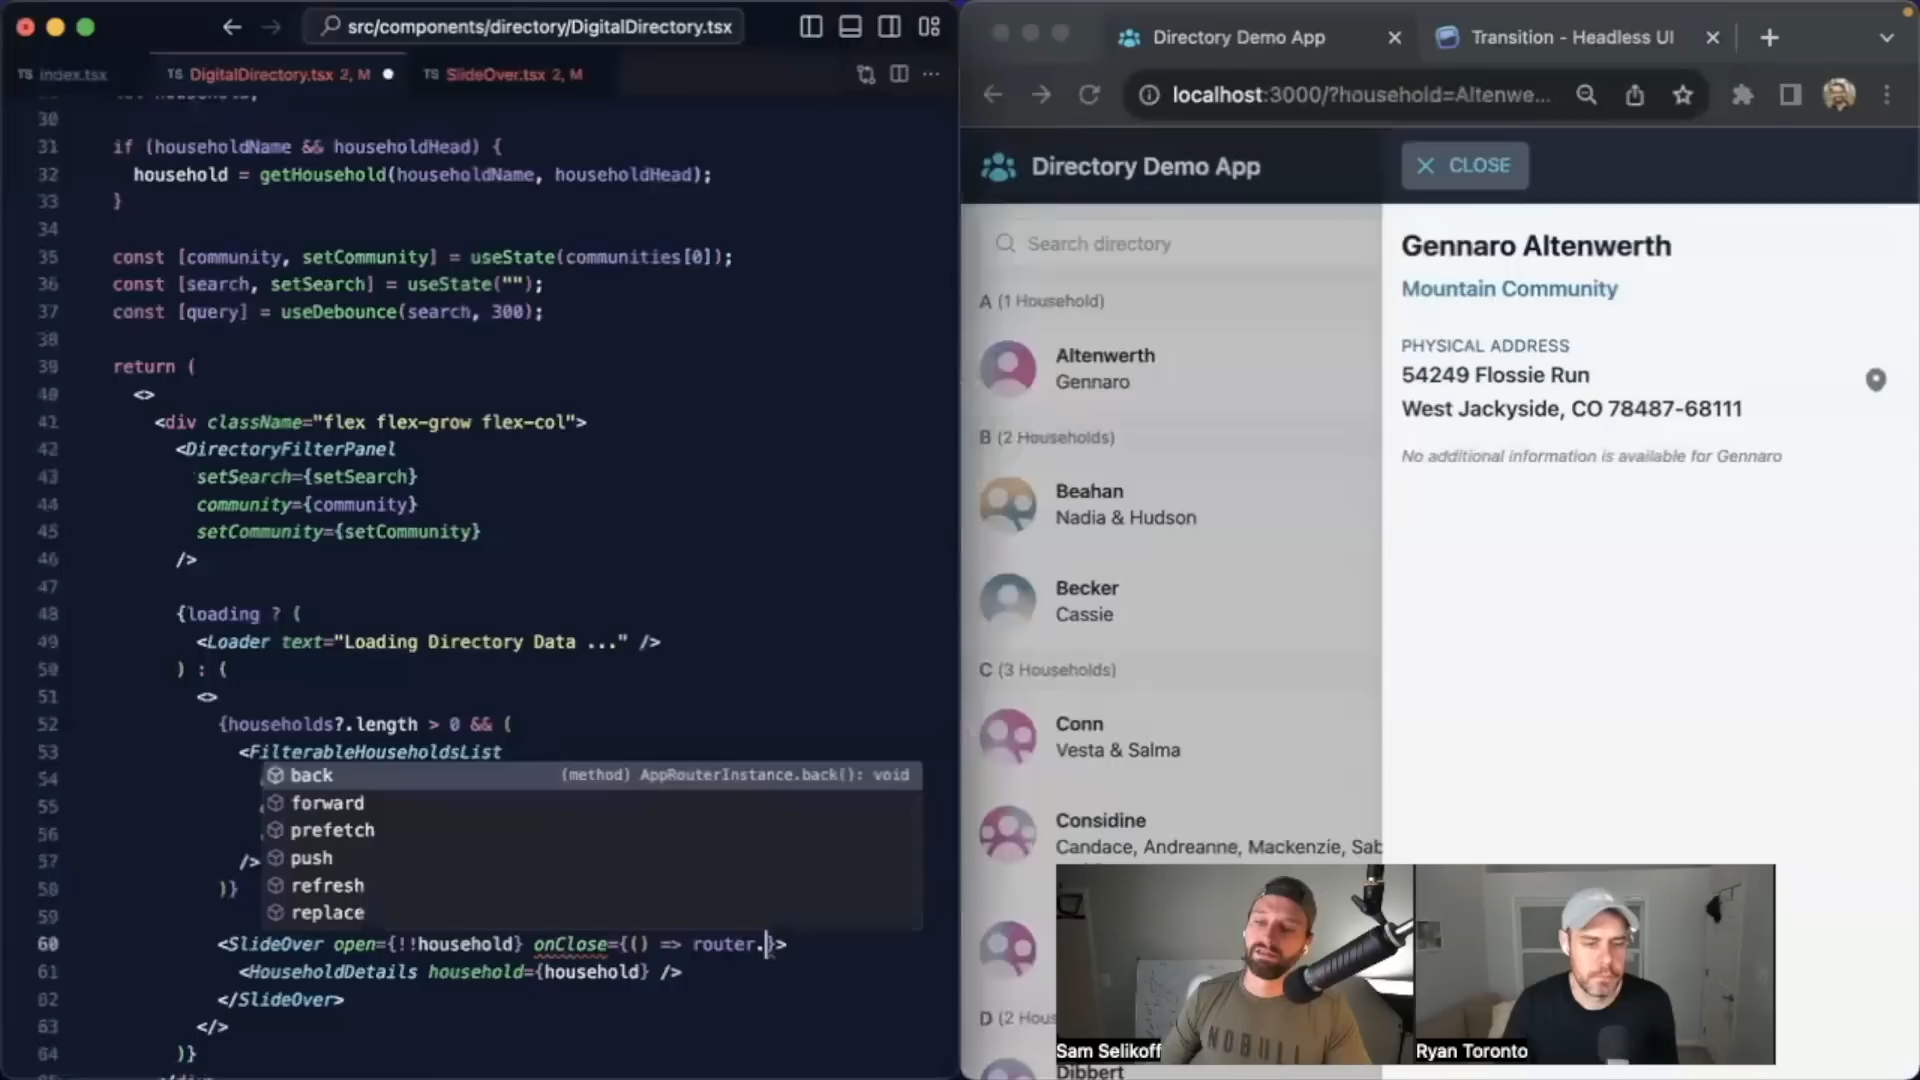 src/components/directory/DigitalDirectory.tsx
TS index.tsx
TS DigitalDirectory.tsx 2, M
TS SlideOver.tsx 2, M
30
31 if (householdName && householdHead) {
32 household = getHousehold(householdName, householdHead);
33 }
34
35 const [community, setCommunity] = useState(communities[0]);
36 const [search, setSearch] = useState("");
37 const [query] = useDebounce(search, 300);
38
39 return (
40 <>
41 <div className="flex flex-grow flex-col">
42 <DirectoryFilterPanel
43 setSearch={setSearch}
44 community={community}
45 setCommunity={setCommunity}
46 />
47
48 {loading ? (
49 <Loader text="Loading Directory Data ..." />
50 ) : (
51 <>
52 {households?.length > 0 && (
53 <FilterableHouseholdsList
54
55
56
57 />
58 )}
59
back (method) AppRouterInstance.back(): void
forward
prefetch
push
refresh
replace
60 <SlideOver open={!!household} onClose={() => router.}>
61 <HouseholdDetails household={household} />
62 </SlideOver>
63 </>
64 )}
Directory Demo App
Transition - Headless UI
localhost:3000/?household=Altenwe...
Directory Demo App
CLOSE
Search directory
A (1 Household)
Altenwerth
Gennaro
B (2 Households)
Beahan
Nadia & Hudson
Becker
Cassie
C (3 Households)
Conn
Vesta & Salma
Considine
Candace, Andreanne, Mackenzie, Sab
D (2 Hous
Dibbert
Gennaro Altenwerth
Mountain Community
PHYSICAL ADDRESS
54249 Flossie Run
West Jackyside, CO 78487-68111
No additional information is available for Gennaro
NOBULL
Sam Selikoff
Ryan Toronto